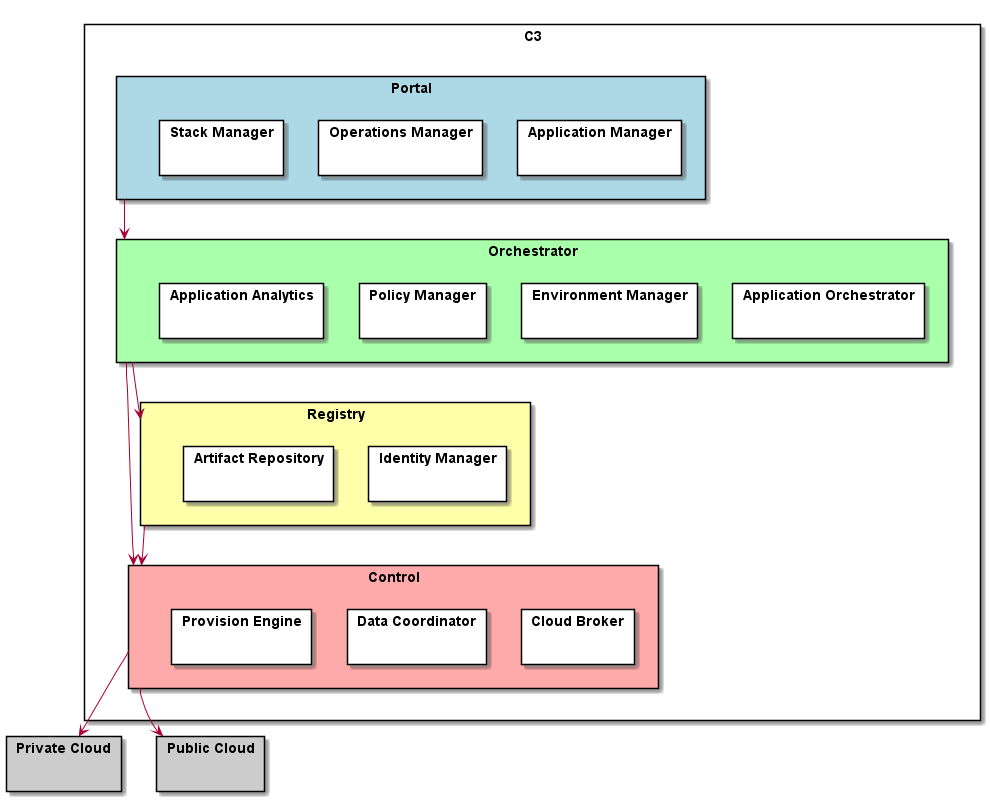 C3
Portal
Stack Manager
Operations Manager
Application Manager
Orchestrator
Application Analytics
Policy Manager
Environment Manager
Application Orchestrator
Registry
Artifact Repository
Identity Manager
Control
Provision Engine
Data Coordinator
Cloud Broker
Private Cloud
Public Cloud